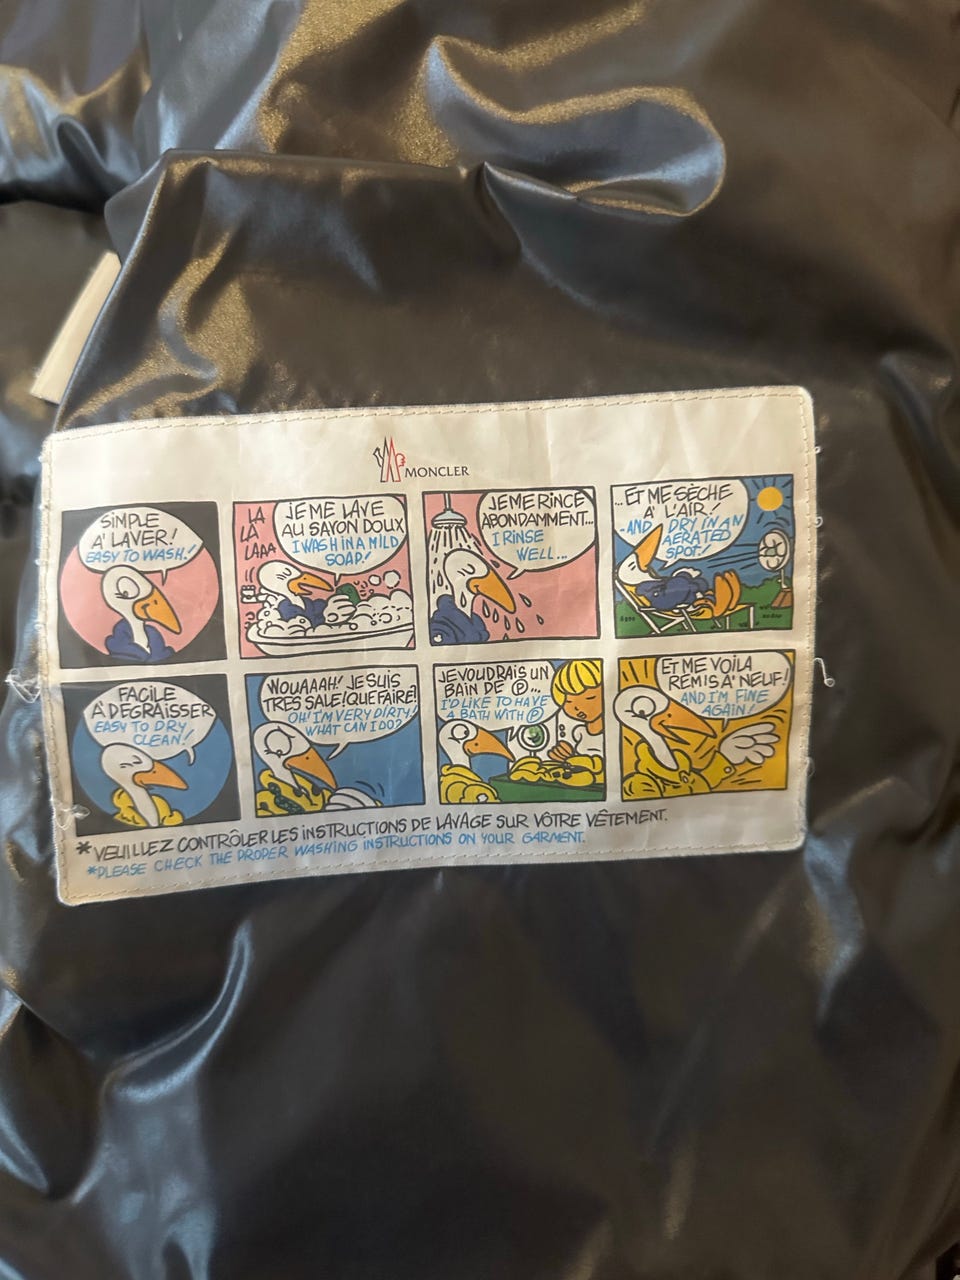 MONCLER
SIMPLE
A' LAVER!
EASY TO WASH!
LA
LA
LA
LAAA
JE ME LAVE
AU SAVON DOUX
I WASH IN A MILD
SOAP!
JE ME RINCE
ABONDAMMENT...
I RINSE
WELL...
...ET ME SÈCHE
A' L'AIR!
-AND DRY IN AN
AERATED
SPOT!
FACILE
A' DÉGRAISSER
EASY TO DRY
CLEAN!
WOUAAAH! JE SUIS
TRES SALE! QUE FAIRE!
OH! I'M VERY DIRTY!
WHAT CAN I DO?
JE VOUDRAIS UN
BAIN DE Ⓟ...
I'D LIKE TO HAVE
A BATH WITH Ⓟ
ET ME VOILA
REMIS A' NEUF!
AND I'M FINE
AGAIN!
*VEUILLEZ CONTRÔLER LES INSTRUCTIONS DE LAVAGE SUR VÔTRE VÊTEMENT.
*PLEASE CHECK THE PROPER WASHING INSTRUCTIONS ON YOUR GARMENT.